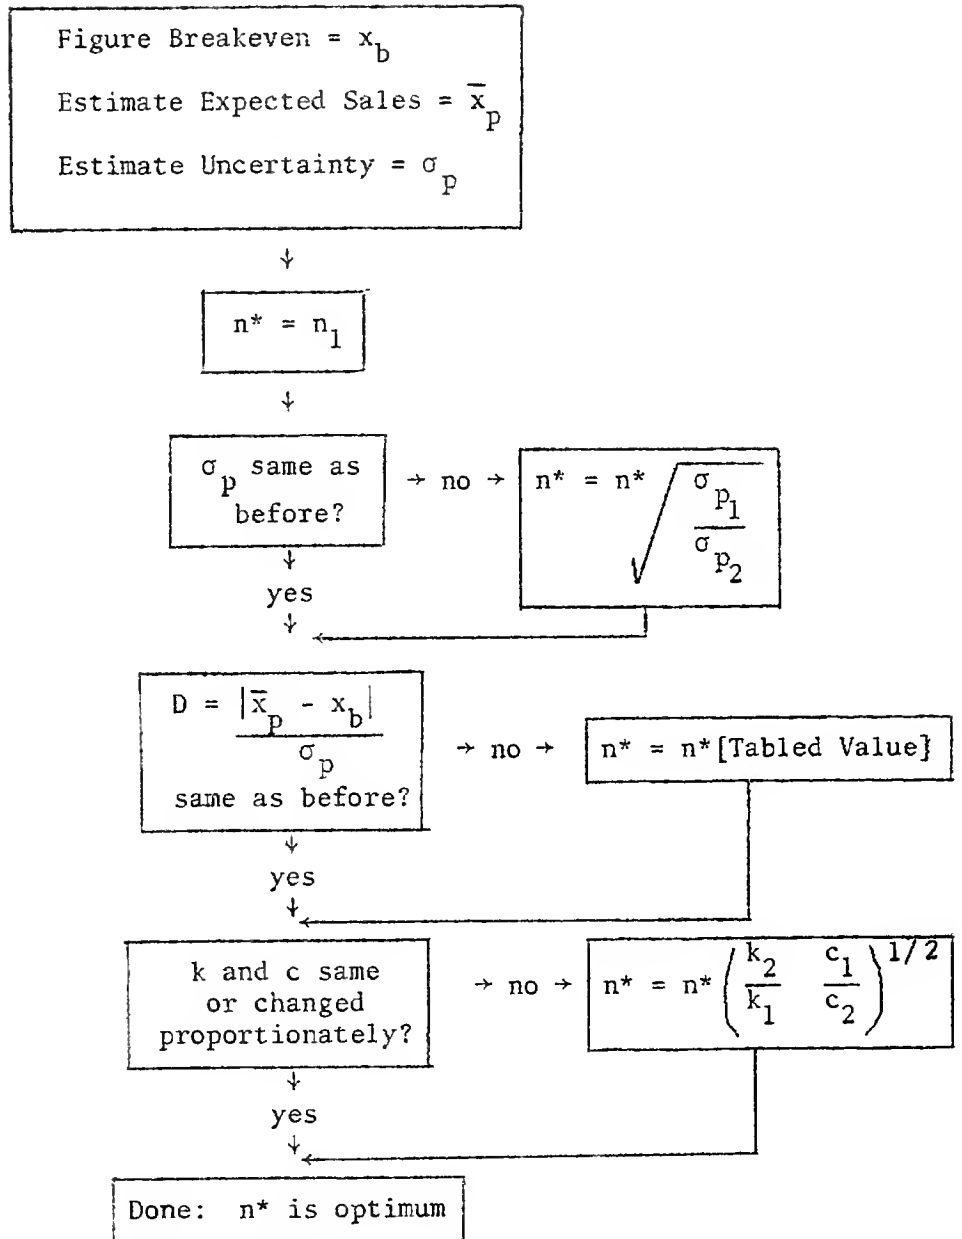 Figure Breakeven = x_b
Estimate Expected Sales = x̄_p
Estimate Uncertainty = σ_p
↓
n* = n_1
↓
σ_p same as
before?
→ no →
n* = n* √(σ_p_1 / σ_p_2)
↓
yes
↓
D = |x̄_p - x_b| / σ_p
same as before?
→ no →
n* = n*[Tabled Value]
↓
yes
↓
k and c same
or changed
proportionately?
→ no →
n* = n* (k_2/k_1 c_1/c_2)^1/2
↓
yes
↓
Done: n* is optimum